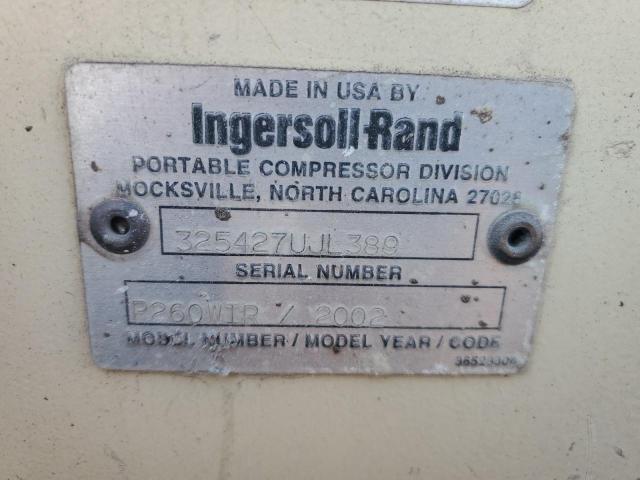 MADE IN USA BY
Ingersoll-Rand
PORTABLE COMPRESSOR DIVISION
MOCKSVILLE, NORTH CAROLINA 27028
325427UJL389
SERIAL NUMBER
P260WIR / 2002
MODEL NUMBER / MODEL YEAR / CODE